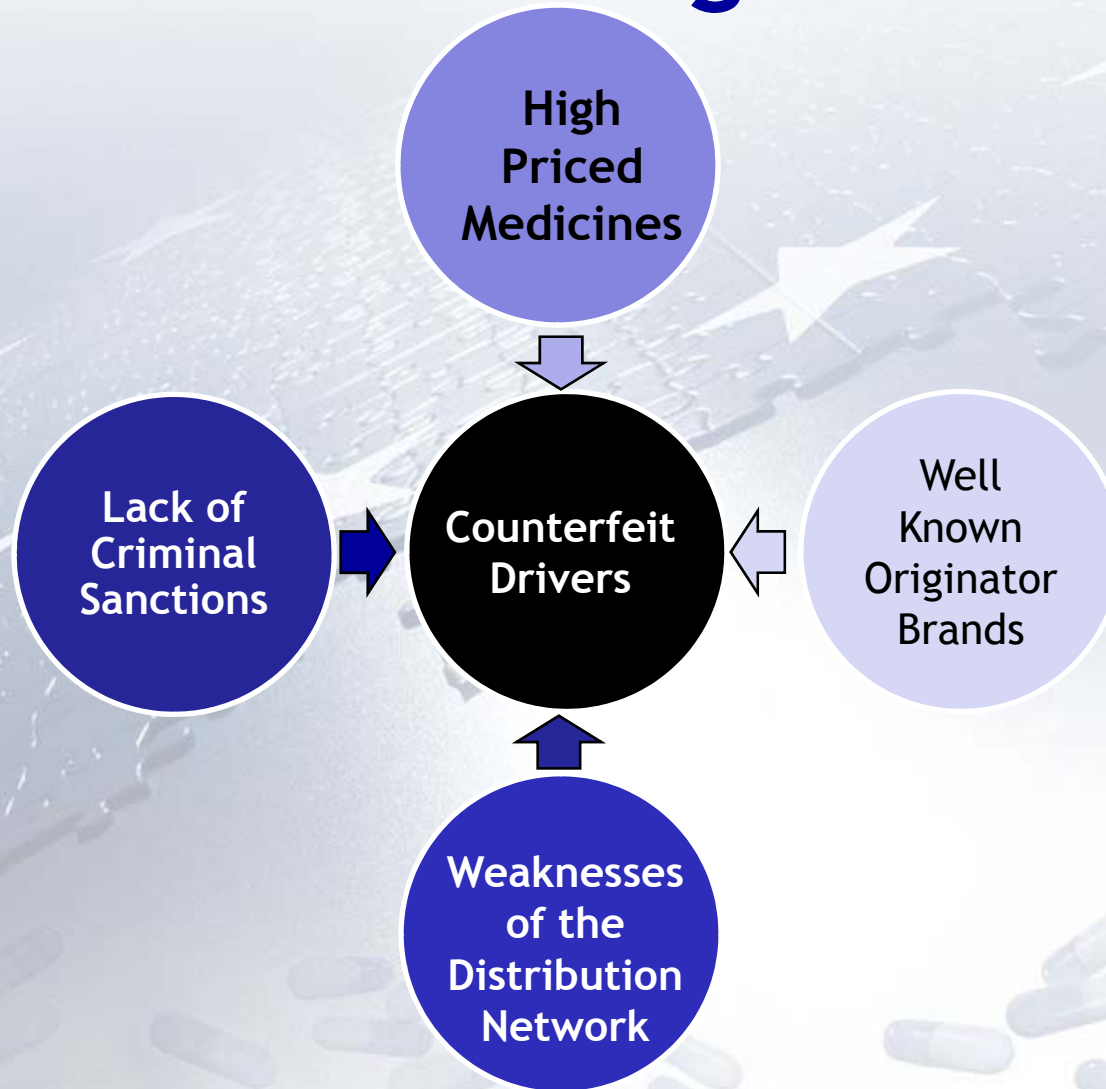 High
Priced
Medicines
Lack of
Criminal
Sanctions
Counterfeit
Drivers
Well
Known
Originator
Brands
Weaknesses
of the
Distribution
Network